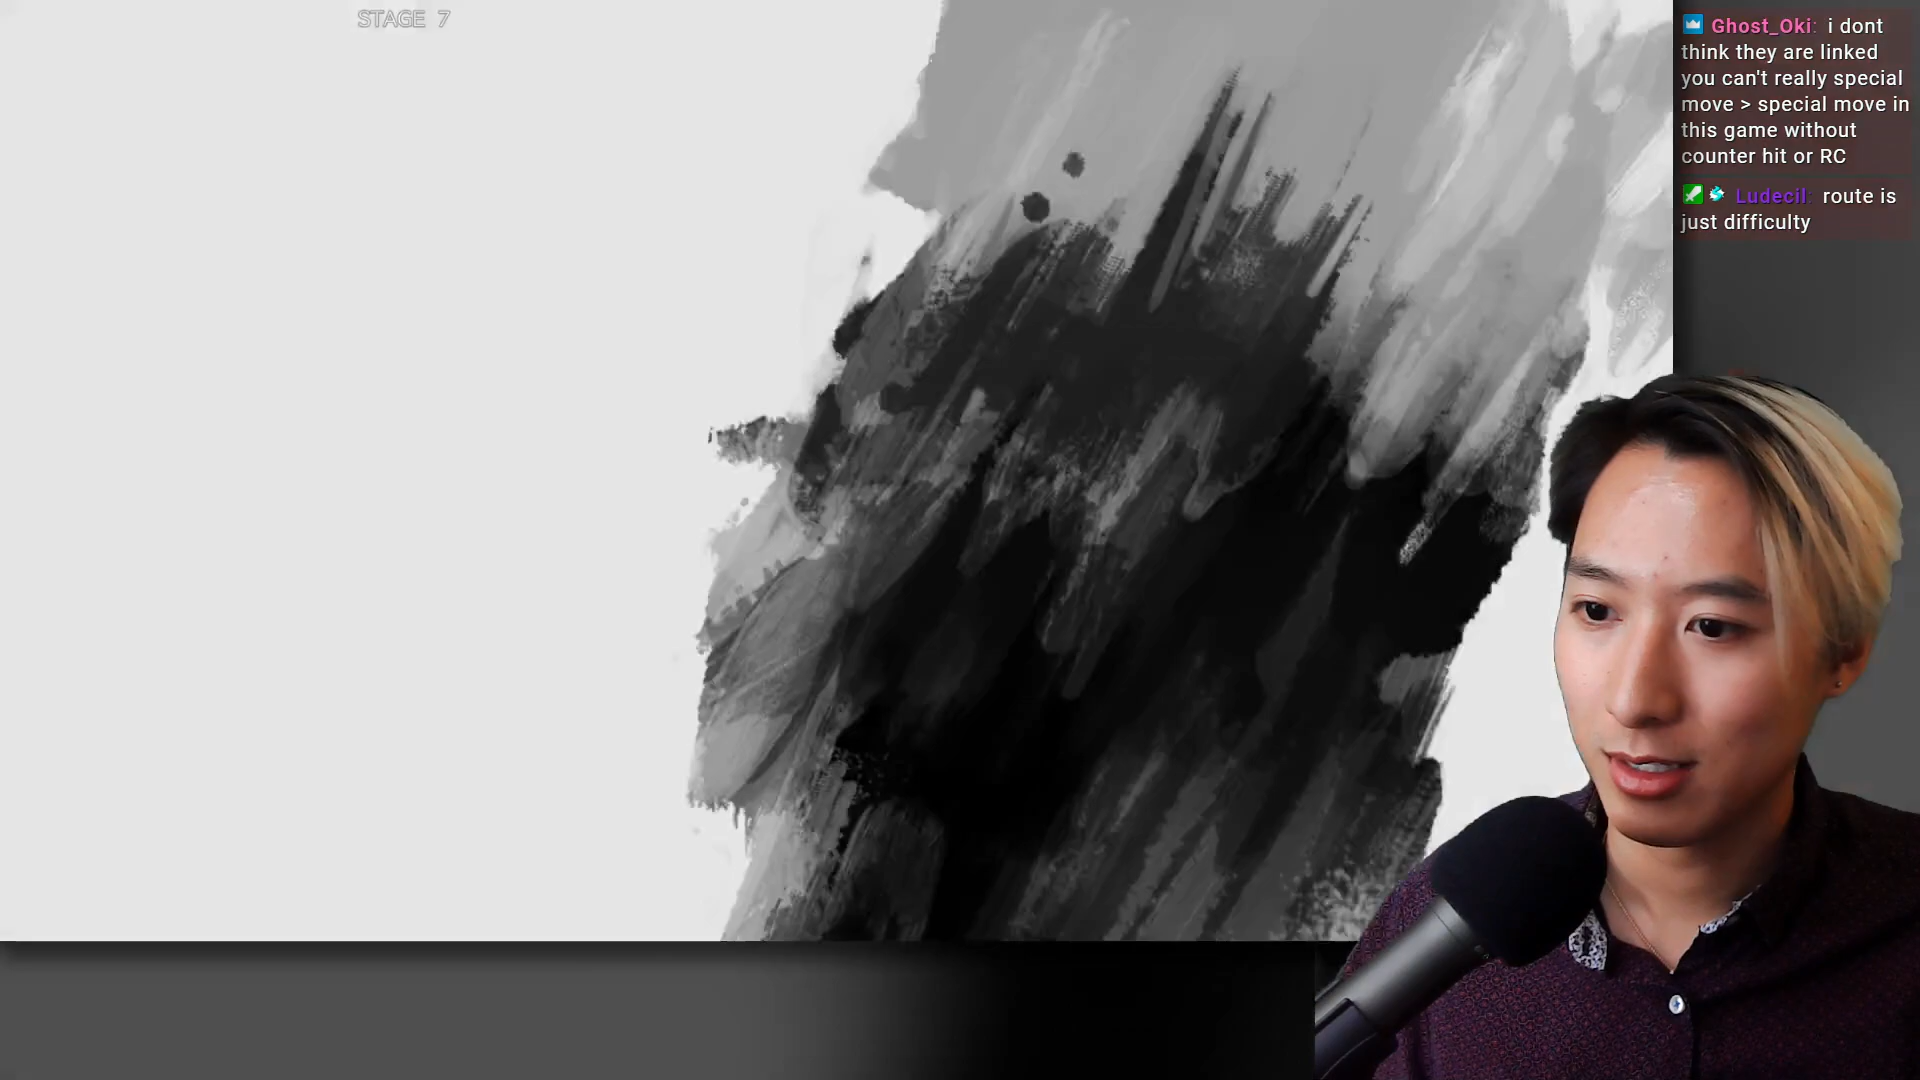 STAGE 7
Ghost_Oki: i dont
think they are linked
you can't really special
move > special move in
this game without
counter hit or RC
Ludecil: route is
just difficulty